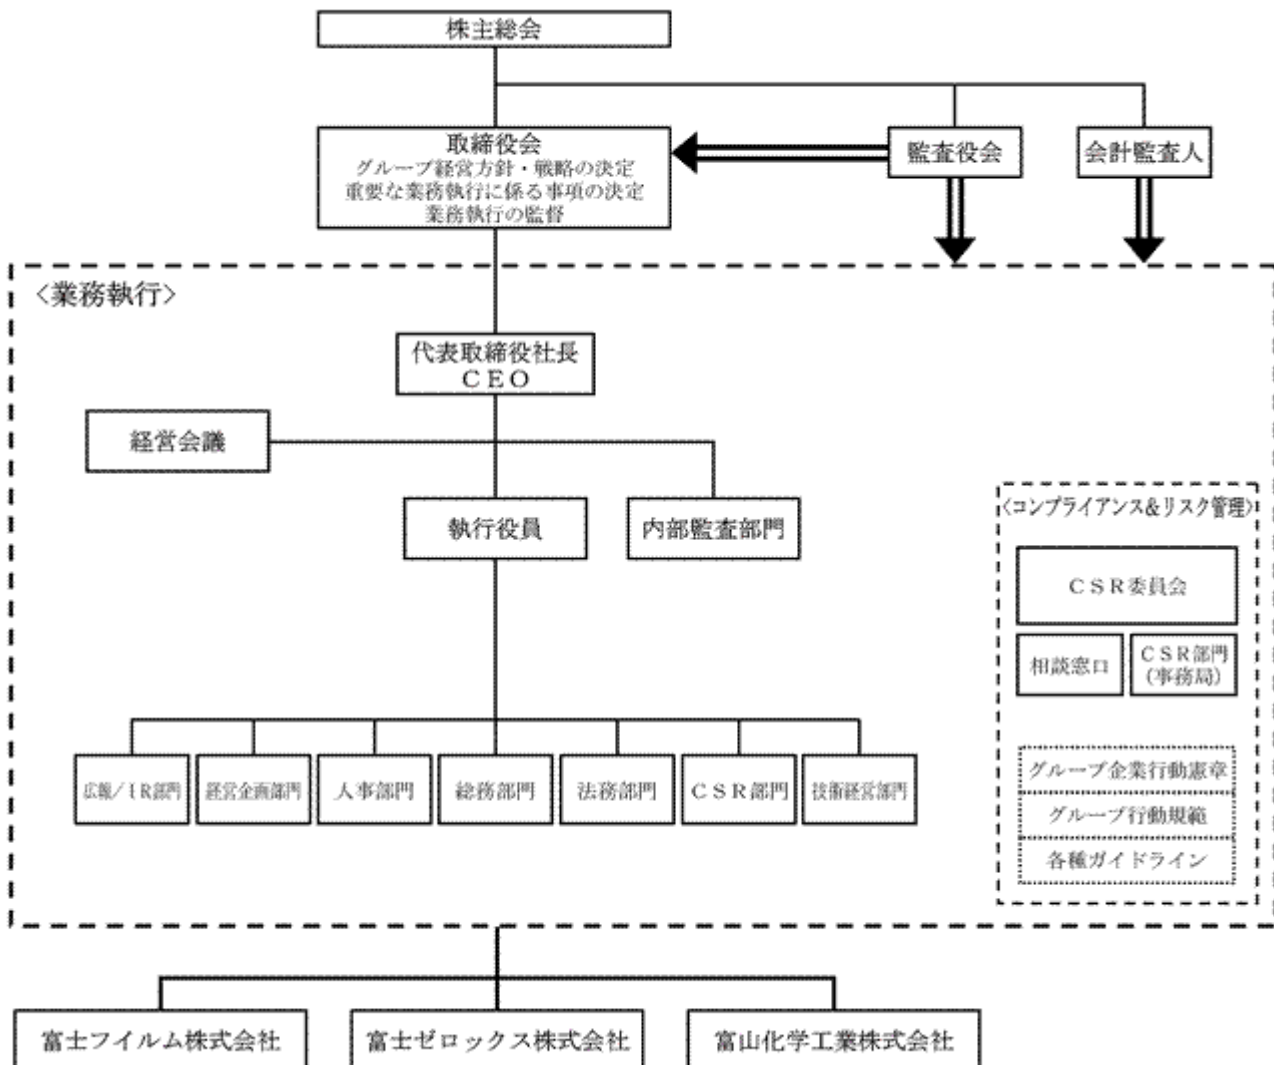 株主総会
取締役会
グループ経営方針・戦略の決定
重要な業務執行に係る事項の決定
業務執行の監督
監査役会
会計監査人
<業務執行>
代表取締役社長
CEO
経営会議
執行役員
内部監査部門
<コンプライアンス&リスク管理>
CSR委員会
相談窓口
CSR部門
(事務局)
グループ企業行動憲章
グループ行動規範
各種ガイドライン
広報/IR部門
経営企画部門
人事部門
総務部門
法務部門
CSR部門
技術経営部門
富士フイルム株式会社
富士ゼロックス株式会社
富山化学工業株式会社